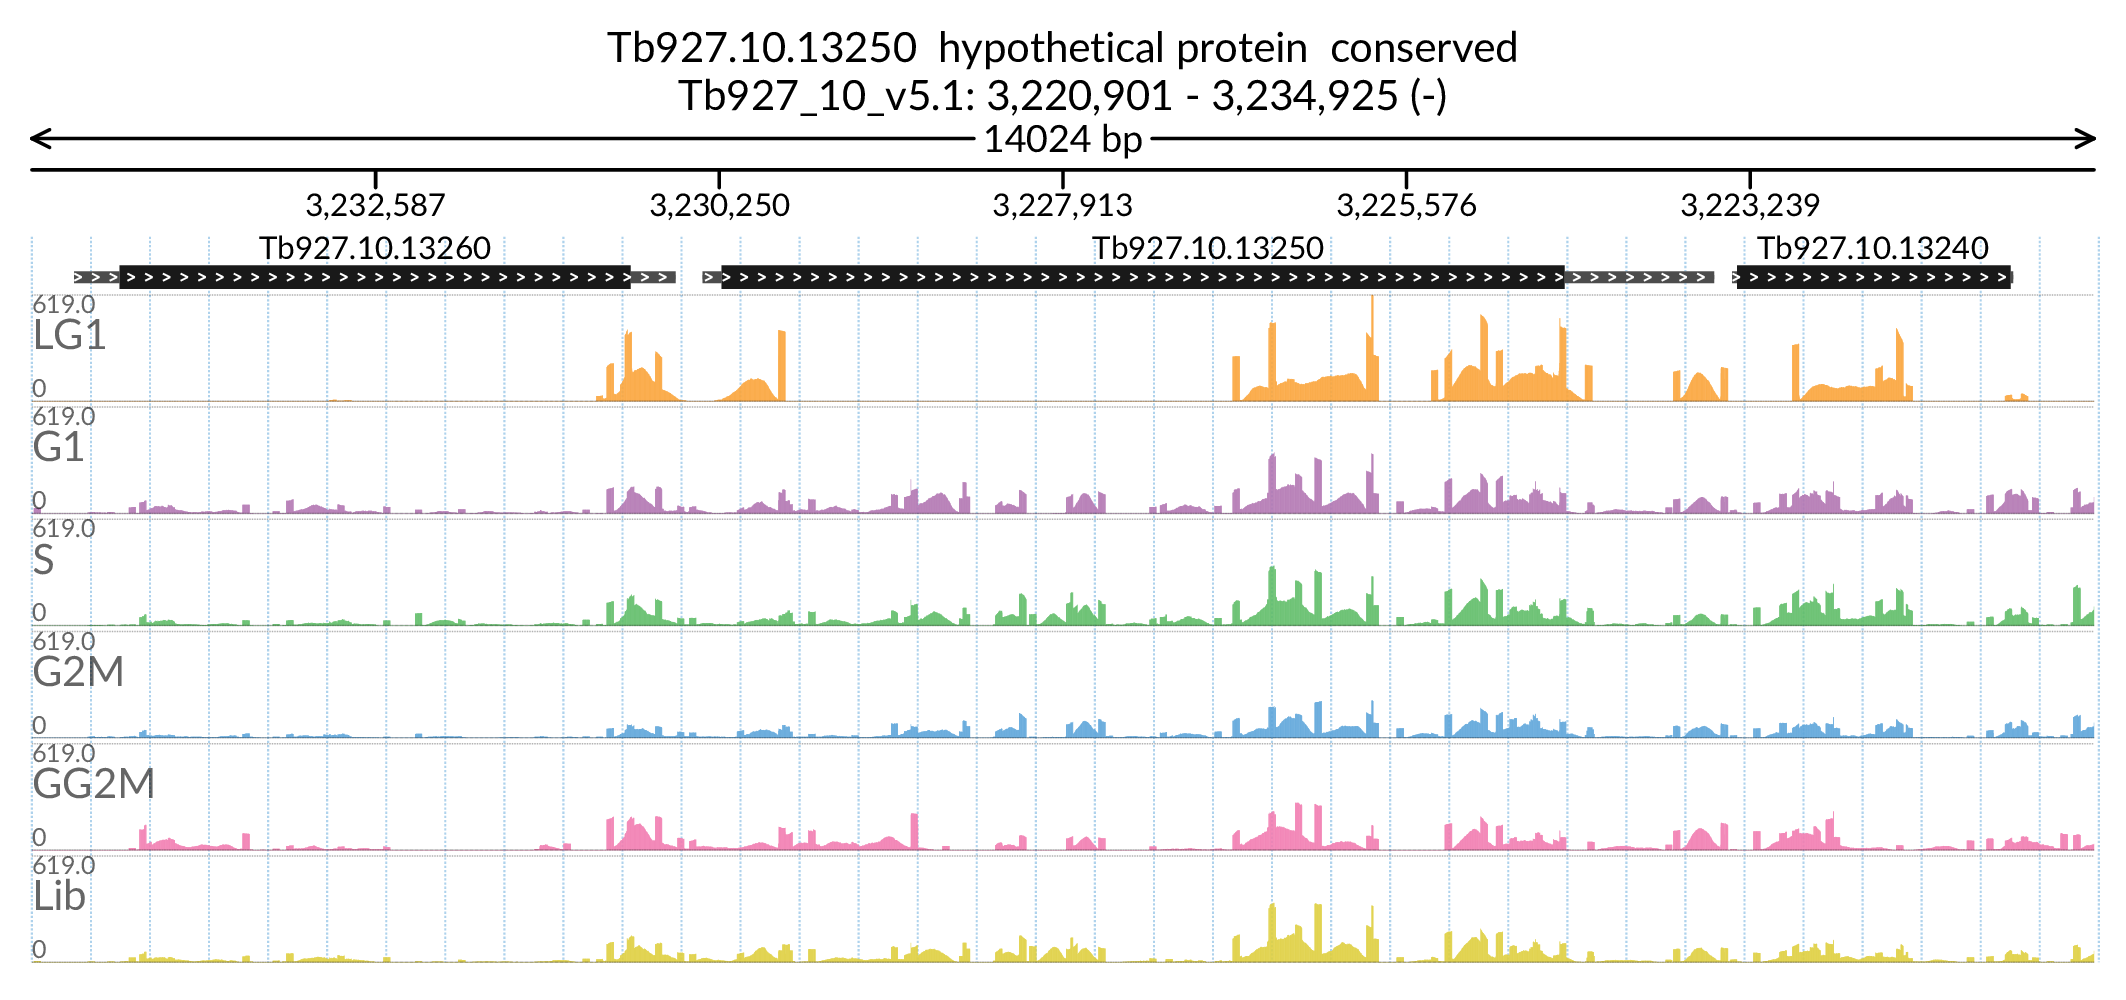 Tb927.10.13250  hypothetical protein  conserved
Tb927_10_v5.1: 3,220,901 - 3,234,925 (-)
14024 bp
3,232,587 3,230,250 3,227,913 3,225,576 3,223,239
Tb927.10.13260 Tb927.10.13250 Tb927.10.13240
619.0
LG1
0
619.0
G1
0
619.0
S
0
619.0
G2M
0
619.0
GG2M
0
619.0
Lib
0